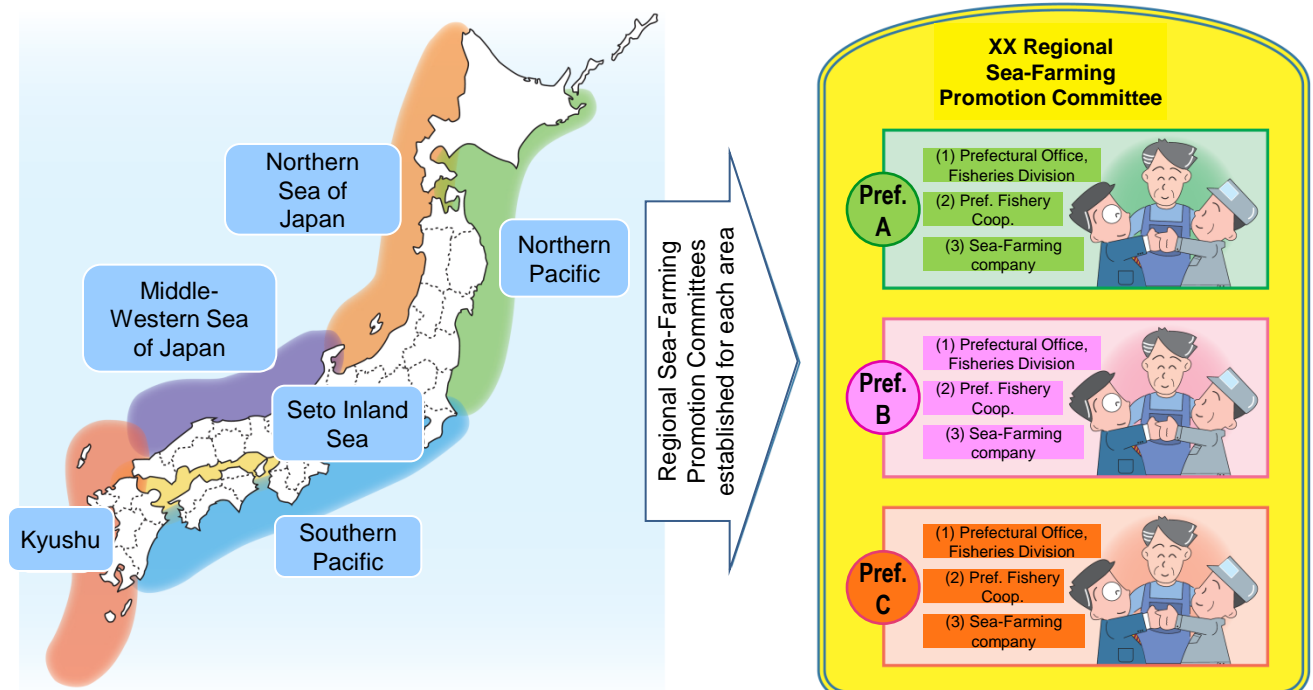 Northern
Sea of
Japan
Northern
Pacific
Middle-
Western Sea
of Japan
Seto Inland
Sea
Kyushu
Southern
Pacific
Regional Sea-Farming
Promotion Committees
established for each area
XX Regional
Sea-Farming
Promotion Committee
Pref.
A
(1) Prefectural Office,
Fisheries Division
(2) Pref. Fishery
Coop.
(3) Sea-Farming
company
Pref.
B
(1) Prefectural Office,
Fisheries Division
(2) Pref. Fishery
Coop.
(3) Sea-Farming
company
Pref.
C
(1) Prefectural Office,
Fisheries Division
(2) Pref. Fishery
Coop.
(3) Sea-Farming
company